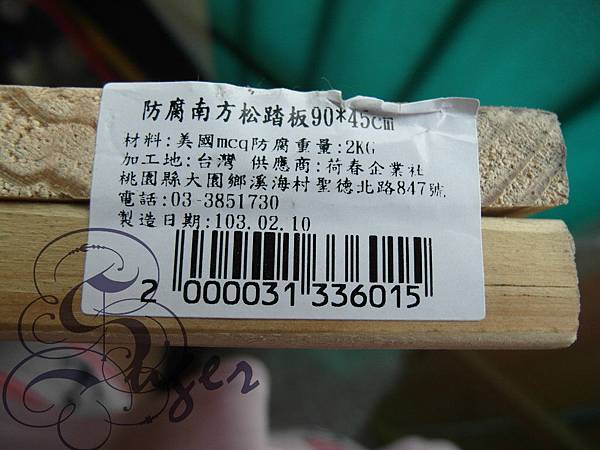 防腐南方松踏板90*45cm
材料:美國mcq防腐重量:2KG
加工地:台灣 供應商:荷春企業社
桃園縣大園鄉溪海村聖德北路847號
電話:03-3851730
製造日期:103.02.10
2 000031 336015
Suger